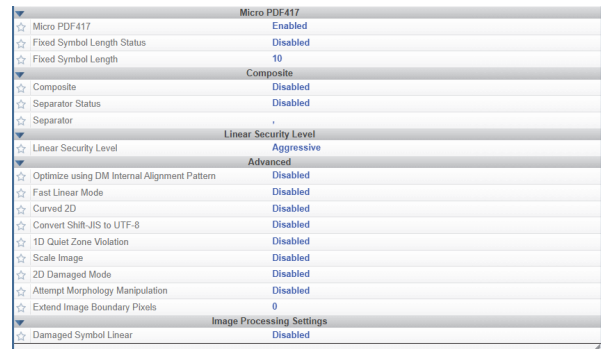 Micro PDF417
Micro PDF417 Enabled
Fixed Symbol Length Status Disabled
Fixed Symbol Length 10
Composite
Composite Disabled
Separator Status Disabled
Separator ,
Linear Security Level
Linear Security Level Aggressive
Advanced
Optimize using DM Internal Alignment Pattern Disabled
Fast Linear Mode Disabled
Curved 2D Disabled
Convert Shift-JIS to UTF-8 Disabled
1D Quiet Zone Violation Disabled
Scale Image Disabled
2D Damaged Mode Disabled
Attempt Morphology Manipulation Disabled
Extend Image Boundary Pixels 0
Image Processing Settings
Damaged Symbol Linear Disabled